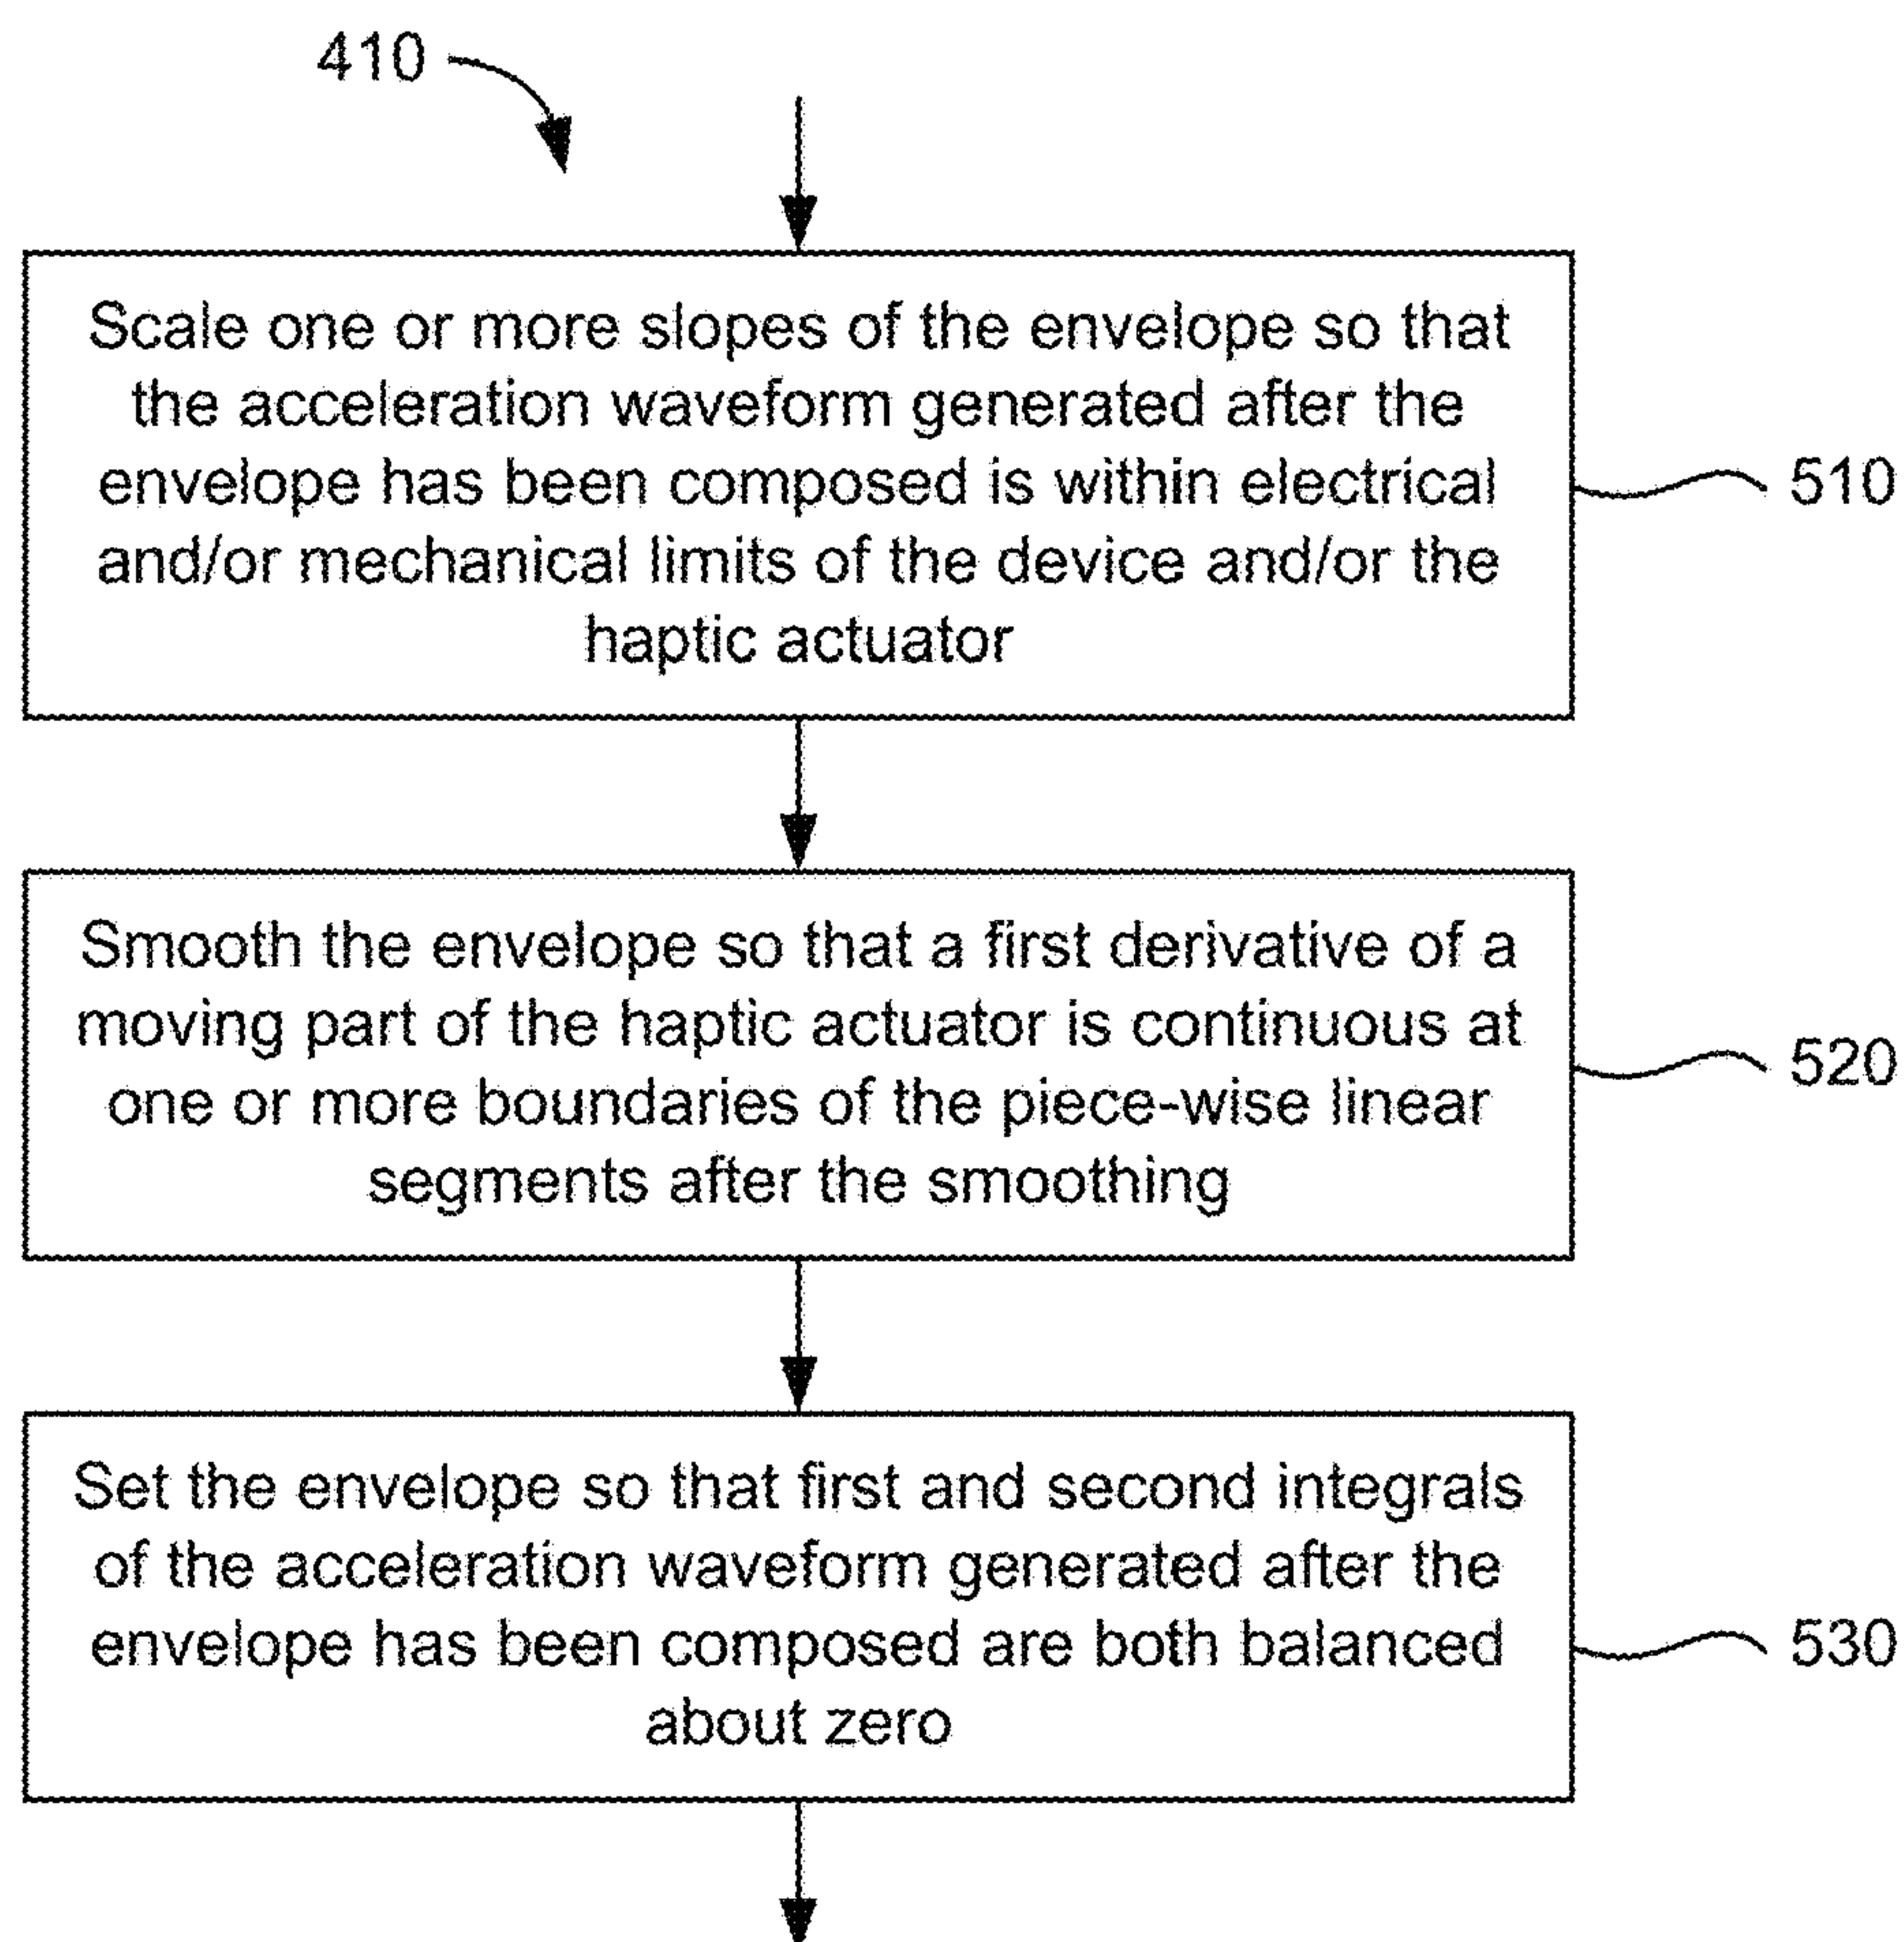 410
Scale one or more slopes of the envelope so that
the acceleration waveform generated after the
envelope has been composed is within electrical
and/or mechanical limits of the device and/or the
haptic actuator
510
Smooth the envelope so that a first derivative of a
moving part of the haptic actuator is continuous at
one or more boundaries of the piece-wise linear
segments after the smoothing
520
Set the envelope so that first and second integrals
of the acceleration waveform generated after the
envelope has been composed are both balanced
about zero
530